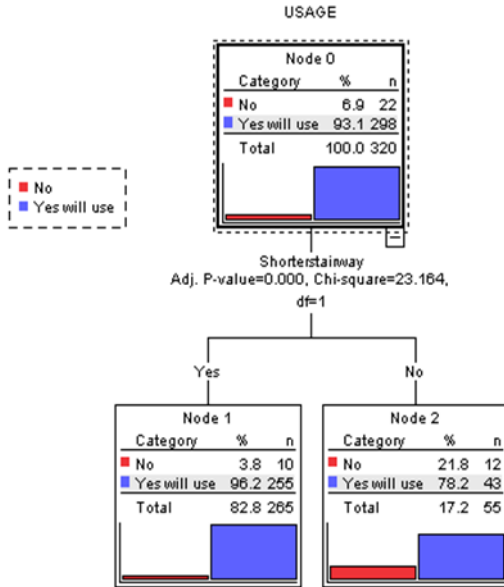 USAGE
Node 0
Category % n
No 6.9 22
Yes will use 93.1 298
Total 100.0 320
No
Yes will use
Shorterstairway
Adj. P-value=0.000, Chi-square=23.164,
df=1
Yes No
Node 1
Category % n
No 3.8 10
Yes will use 96.2 255
Total 82.8 265
Node 2
Category % n
No 21.8 12
Yes will use 78.2 43
Total 17.2 55